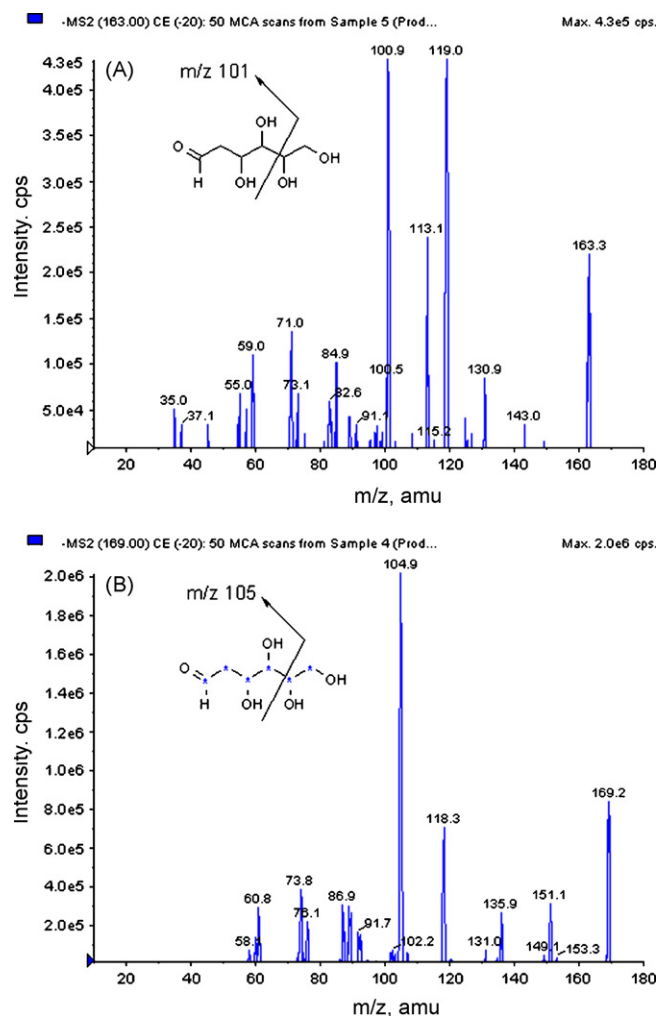 -MS2 (163.00) CE (-20): 50 MCA scans from Sample 5 (Prod...
Max. 4.3e5 cps.
(A)
m/z 101
OH
O
OH
H
OH
OH
4.3e5
4.0e5
3.5e5
3.0e5
2.5e5
2.0e5
1.5e5
1.0e5
5.0e4
Intensity. cps
100.9
119.0
113.1
163.3
71.0
59.0
84.9
100.5
55.0
73.1
82.6
130.9
35.0
37.1
91.1
115.2
143.0
20
40
60
80
100
120
140
160
180
m/z, amu
-MS2 (169.00) CE (-20): 50 MCA scans from Sample 4 (Prod...
Max. 2.0e6 cps.
(B)
m/z 105
OH
O
* * * * * *
OH
H
OH
OH
2.0e6
1.8e6
1.6e6
1.4e6
1.2e6
1.0e6
8.0e5
6.0e5
4.0e5
2.0e5
Intensity. cps
104.9
169.2
118.3
73.8
60.8
76.1
86.9
151.1
135.9
91.7
102.2
131.0
149.1
153.3
20
40
60
80
100
120
140
160
180
m/z, amu